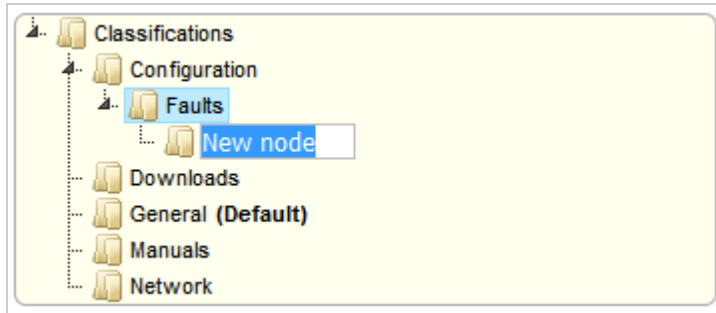 Classifications
Configuration
Faults
New node
Downloads
General (Default)
Manuals
Network